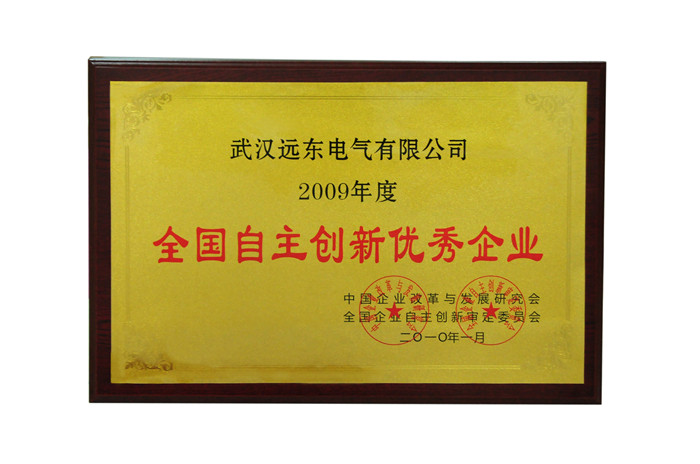 武汉远东电气有限公司
2009年度
全国自主创新优秀企业
中国企业改革与发展研究会
全国企业自主创新审定委员会
二〇一〇年一月